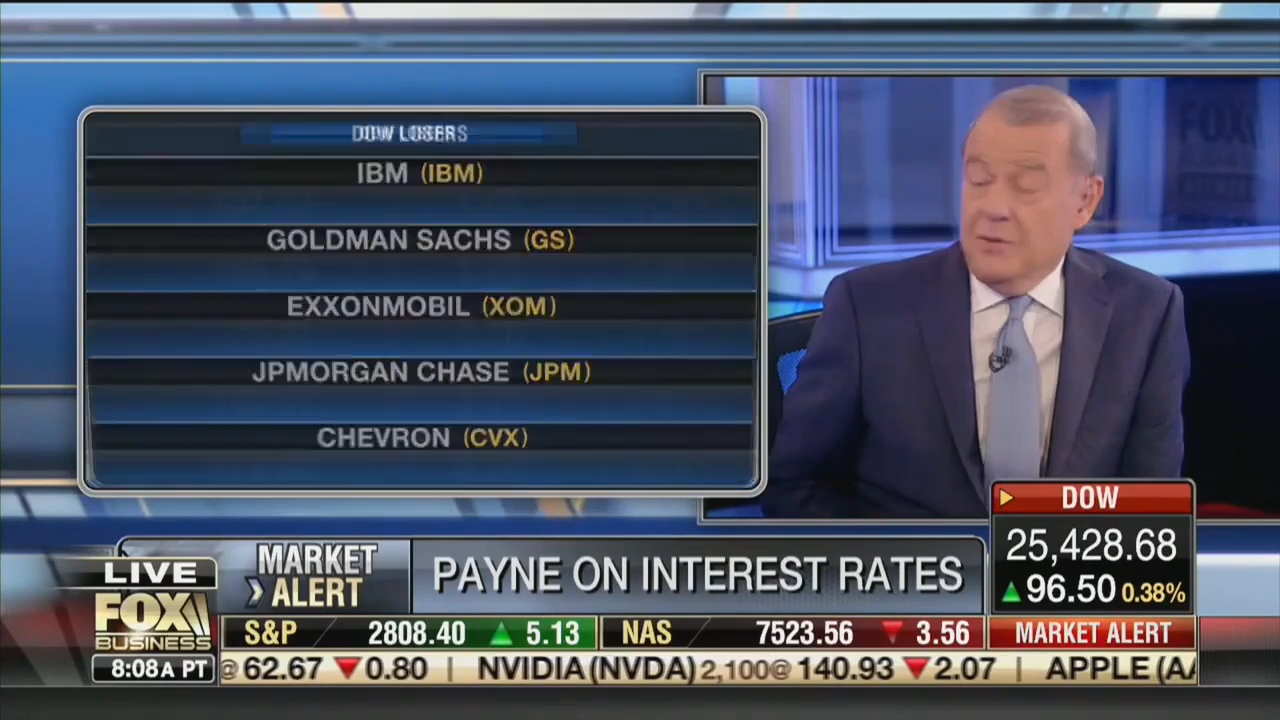 DOW LOSERS
IBM (IBM)
GOLDMAN SACHS (GS)
EXXONMOBIL (XOM)
JPMORGAN CHASE (JPM)
CHEVRON (CVX)
FOX
DOW
25,428.68
96.50 0.38%
MARKET ALERT
LIVE
FOX
BUSINESS
8:08A PT
MARKET
ALERT
PAYNE ON INTEREST RATES
S&P 2808.40 5.13 NAS 7523.56 3.56
@ 62.67 0.80 | NVIDIA (NVDA) 2,100@ 140.93 2.07 | APPLE (AA